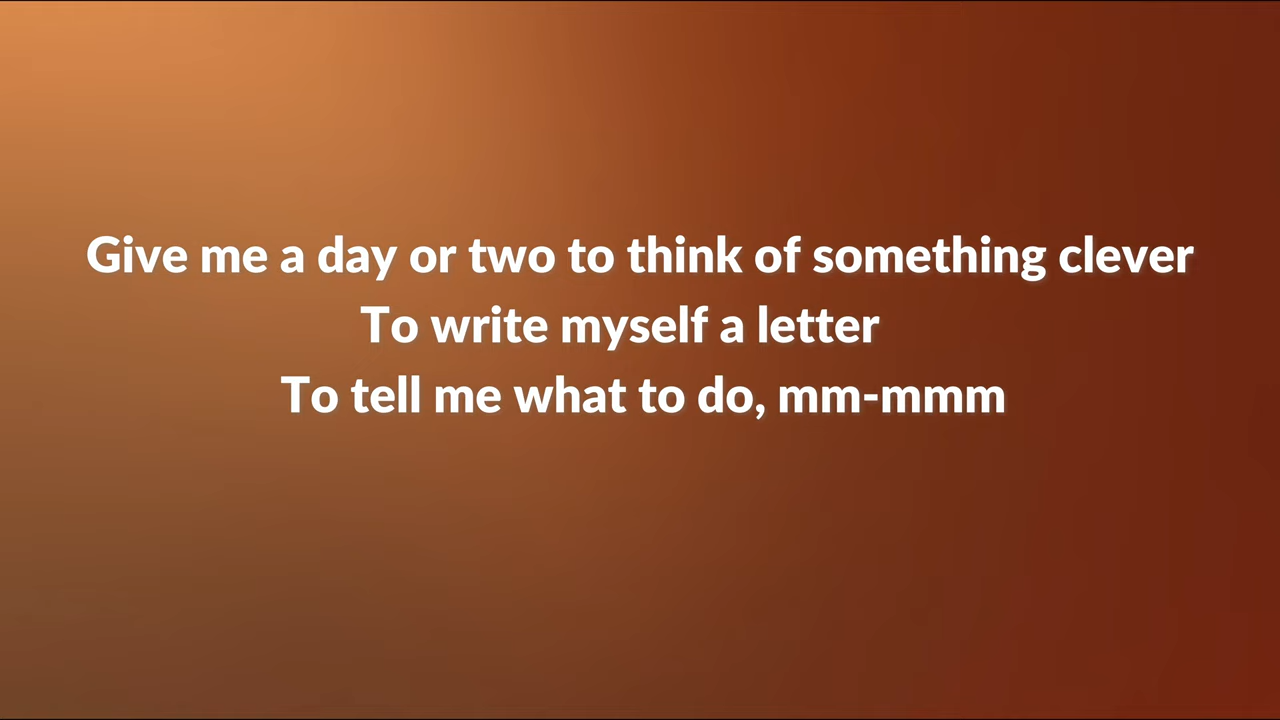 Give me a day or two to think of something clever
To write myself a letter
To tell me what to do, mm-mmm